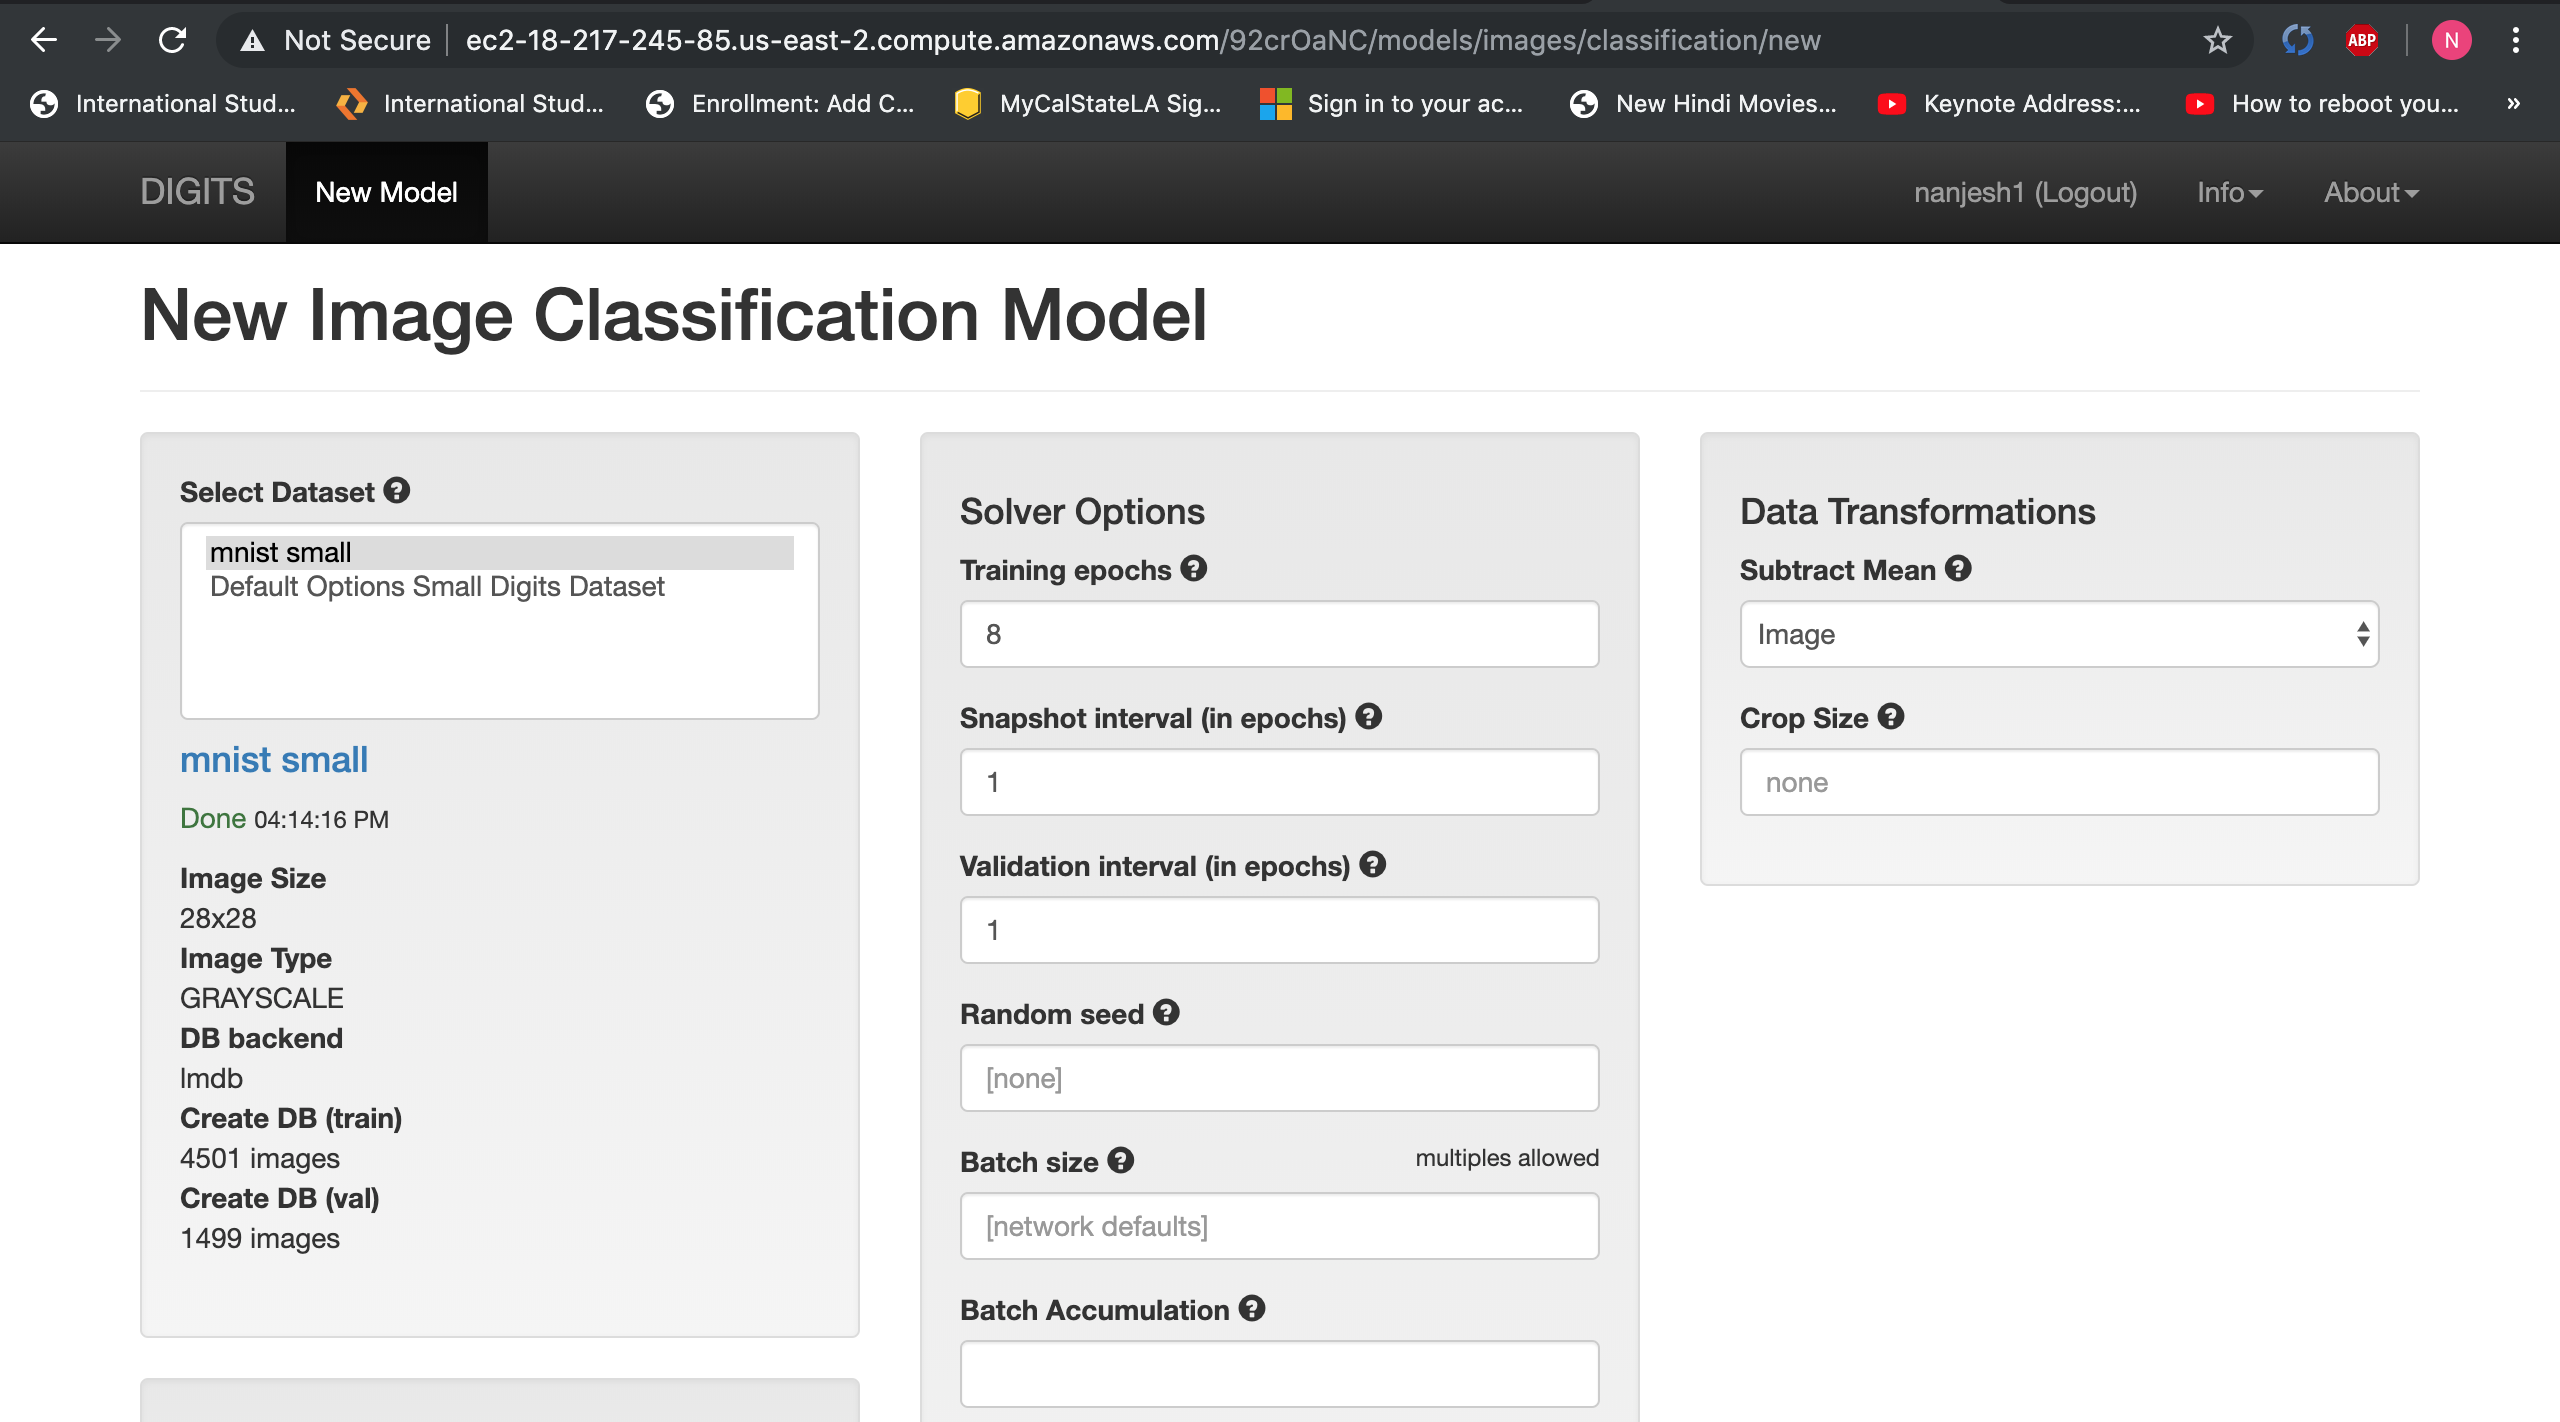 Not Secure ec2-18-217-245-85.us-east-2.compute.amazonaws.com/92crOaNC/models/images/classification/new
ABP
N
International Stud...
International Stud...
Enrollment: Add C...
MyCalStateLA Sig...
Sign in to your ac...
New Hindi Movies...
Keynote Address:...
How to reboot you...
»
DIGITS
New Model
nanjesh1 (Logout)
Info
About
New Image Classification Model
Select Dataset ?
mnist small
Default Options Small Digits Dataset
mnist small
Done 04:14:16 PM
Image Size
28x28
Image Type
GRAYSCALE
DB backend
lmdb
Create DB (train)
4501 images
Create DB (val)
1499 images
Solver Options
Training epochs ?
8
Snapshot interval (in epochs) ?
1
Validation interval (in epochs) ?
1
Random seed ?
[none]
Batch size ? multiples allowed
[network defaults]
Batch Accumulation ?
Data Transformations
Subtract Mean ?
Image
Crop Size ?
none